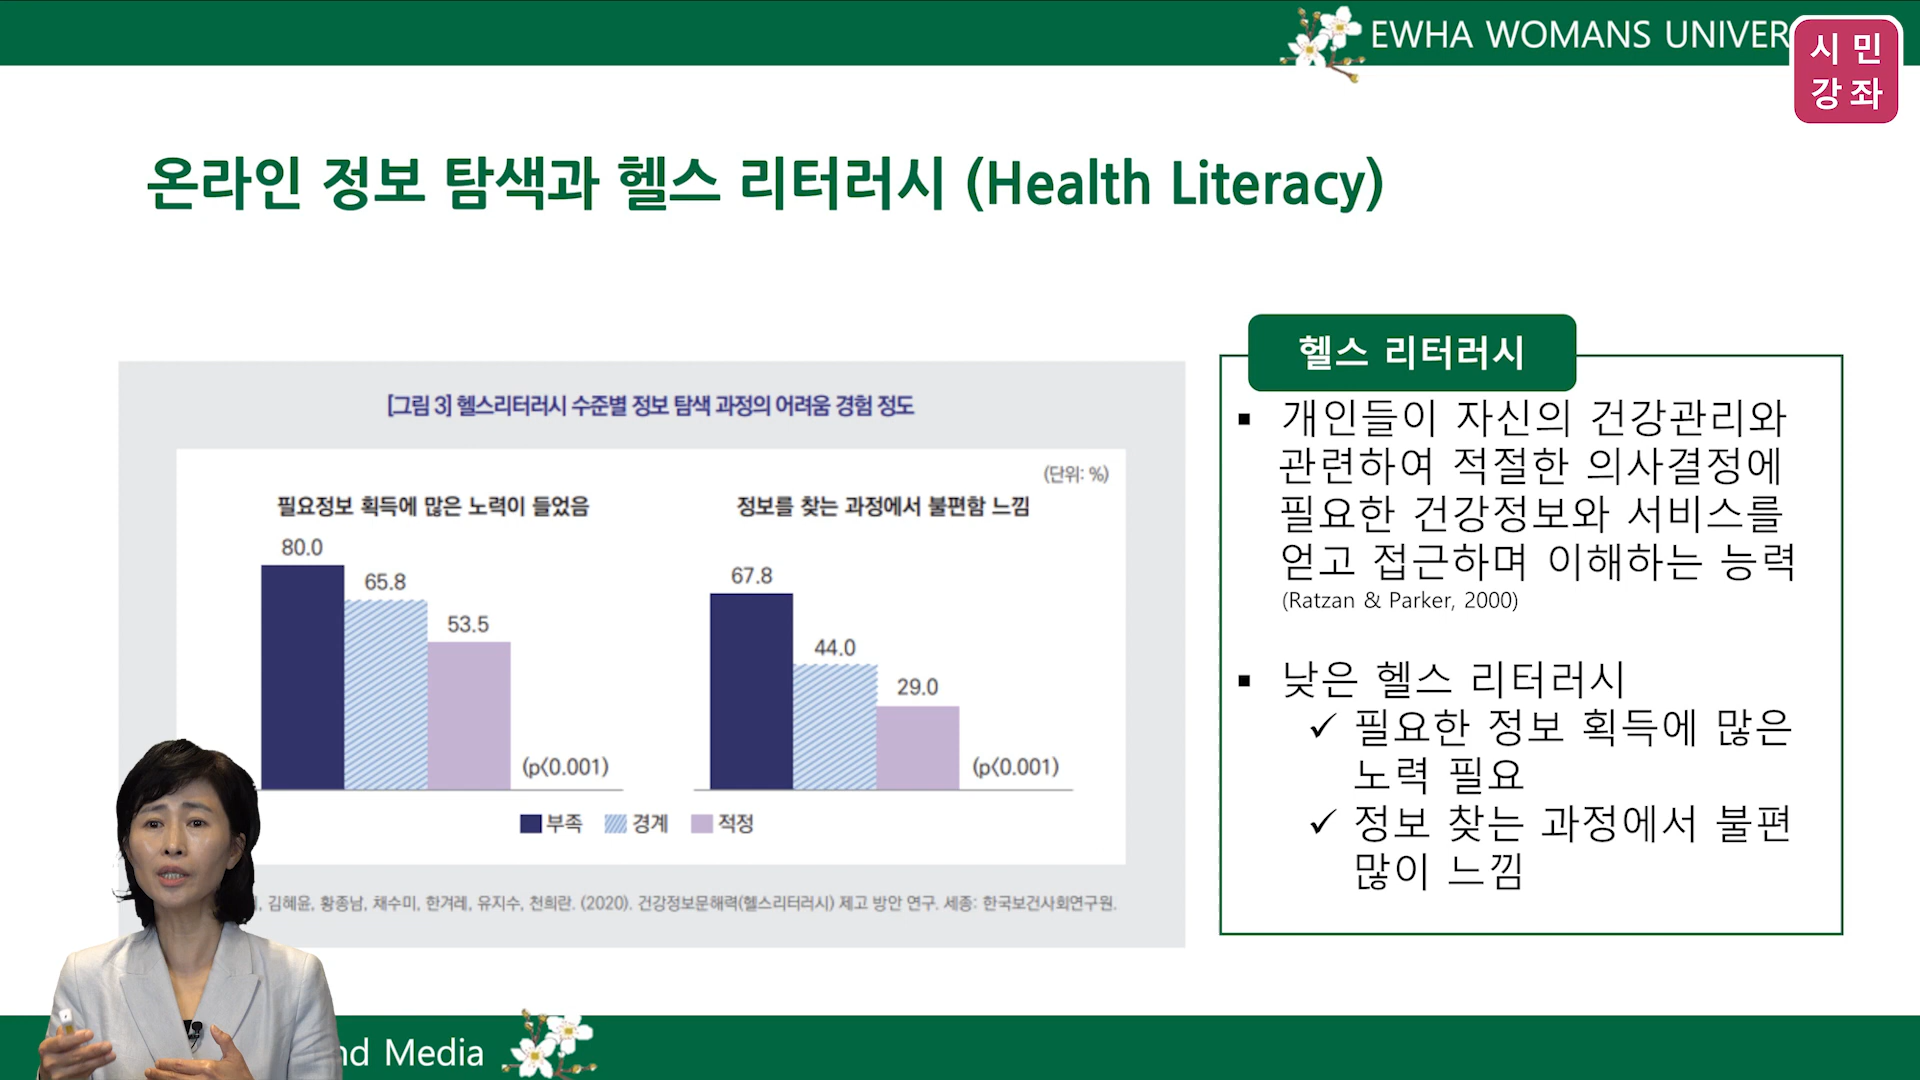 EWHA WOMANS
시민
강좌
온라인 정보 탐색과 헬스 리터러시 (Health Literacy)
[그림 3] 헬스리터러시 수준별 정보 탐색 과정의 어려움 경험 정도
(단위: %)
필요정보 획득에 많은 노력이 들었음
80.0
65.8
53.5
(p<0.001)
정보를 찾는 과정에서 불편함 느낌
67.8
44.0
29.0
(p<0.001)
부족 경계 적정
김혜윤, 황종남, 채수미, 한겨레, 유지수, 천희란. (2020). 건강정보문해력(헬스리터러시) 제고 방안 연구. 세종: 한국보건사회연구원.
헬스 리터러시
▪ 개인들이 자신의 건강관리와
관련하여 적절한 의사결정에
필요한 건강정보와 서비스를
얻고 접근하며 이해하는 능력
(Ratzan & Parker, 2000)
▪ 낮은 헬스 리터러시
✓ 필요한 정보 획득에 많은
노력 필요
✓ 정보 찾는 과정에서 불편
많이 느낌
Media